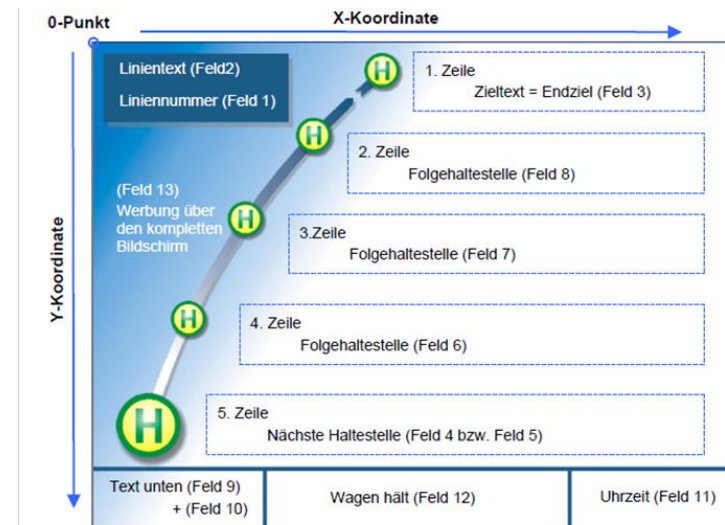 0-Punkt
X-Koordinate
Y-Koordinate
Linientext (Feld2)
Liniennummer (Feld 1)
H
1. Zeile
Zieltext = Endziel (Feld 3)
H
2. Zeile
Folgehaltestelle (Feld 8)
(Feld 13)
Werbung über
den kompletten
Bildschirm
H
3.Zeile
Folgehaltestelle (Feld 7)
H
4. Zeile
Folgehaltestelle (Feld 6)
H
5. Zeile
Nächste Haltestelle (Feld 4 bzw. Feld 5)
Text unten (Feld 9)
+ (Feld 10)
Wagen hält (Feld 12)
Uhrzeit (Feld 11)